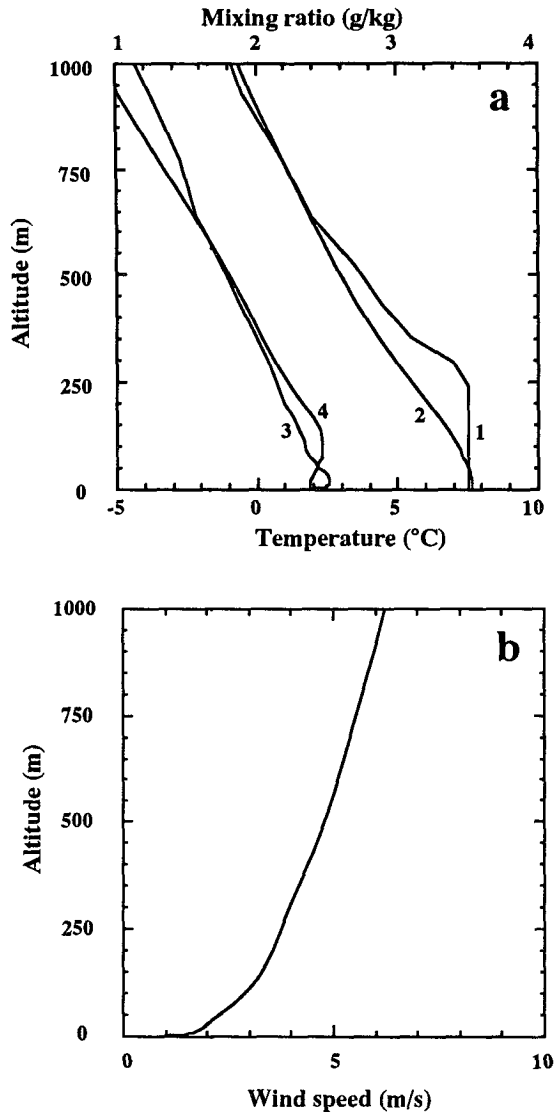 Mixing ratio (g/kg)
1 2 3 4
1000
a
750
Altitude (m)
500
250
4
3
2
1
0
-5 0 5 10
Temperature (°C)
1000
b
750
Altitude (m)
500
250
0
0 5 10
Wind speed (m/s)